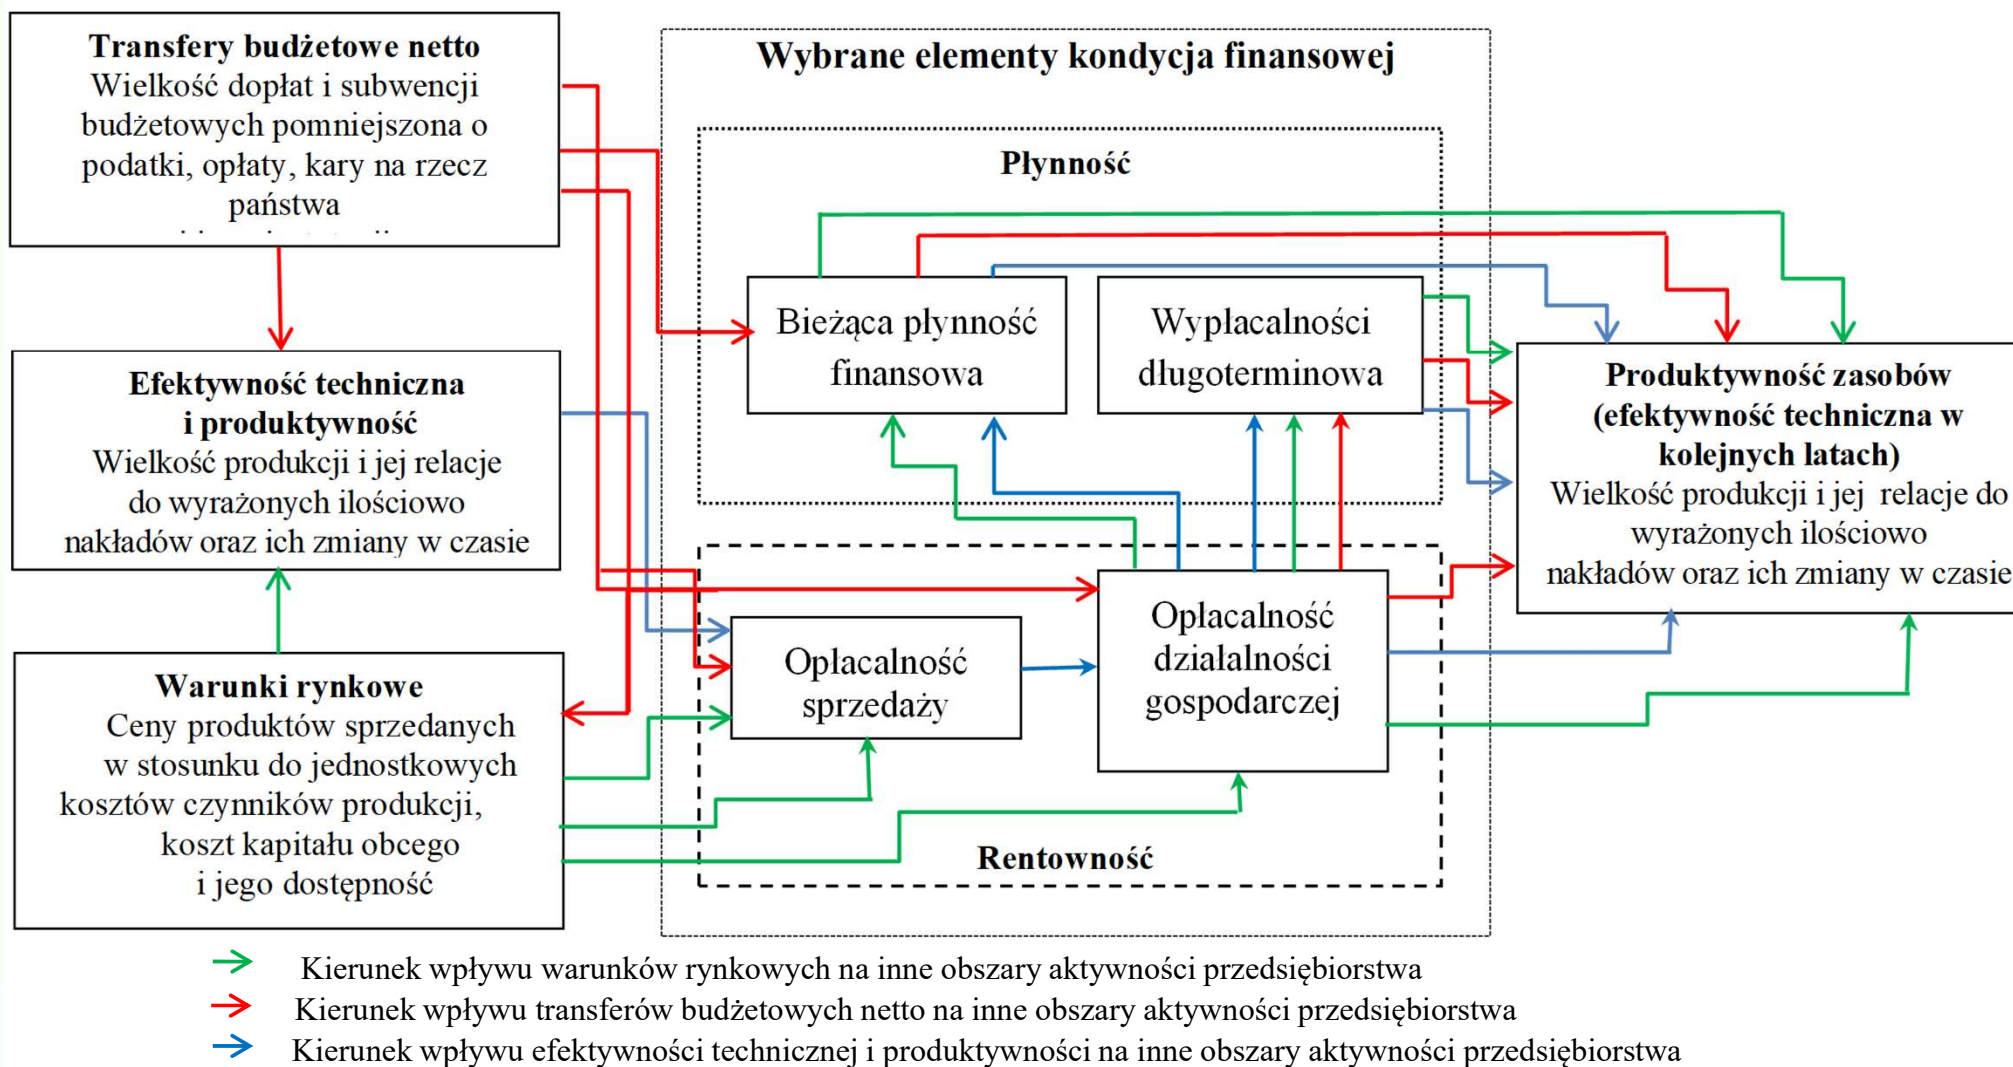 Transfery budżetowe netto
Wielkość dopłat i subwencji
budżetowych pomniejszona o
podatki, opłaty, kary na rzecz
państwa
Efektywność techniczna
i produktywność
Wielkość produkcji i jej relacje
do wyrażonych ilościowo
nakładów oraz ich zmiany w czasie
Warunki rynkowe
Ceny produktów sprzedanych
w stosunku do jednostkowych
kosztów czynników produkcji,
koszt kapitału obcego
i jego dostępność
Wybrane elementy kondycja finansowej
Płynność
Bieżąca płynność
finansowa
Wypłacalności
długoterminowa
Opłacalność
sprzedaży
Opłacalność
działalności
gospodarczej
Rentowność
Produktywność zasobów
(efektywność techniczna w
kolejnych latach)
Wielkość produkcji i jej relacje do
wyrażonych ilościowo
nakładów oraz ich zmiany w czasie
Kierunek wpływu warunków rynkowych na inne obszary aktywności przedsiębiorstwa
Kierunek wpływu transferów budżetowych netto na inne obszary aktywności przedsiębiorstwa
Kierunek wpływu efektywności technicznej i produktywności na inne obszary aktywności przedsiębiorstwa